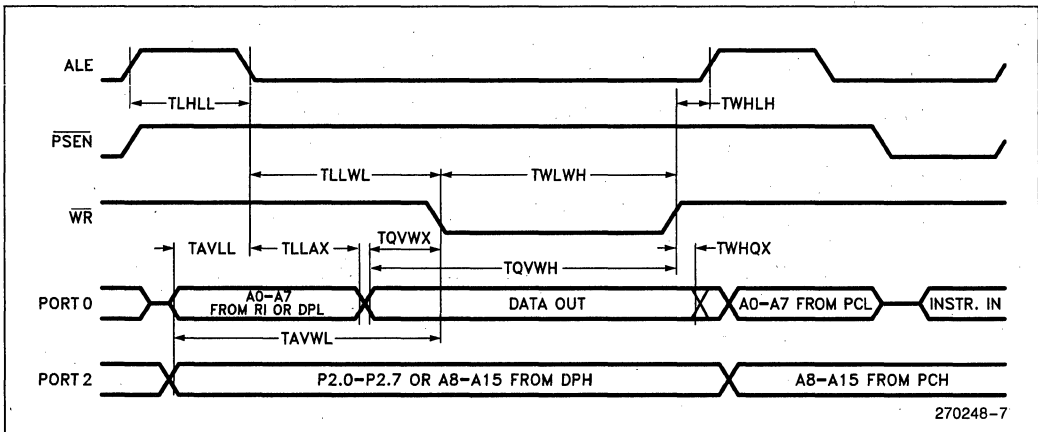 ALE
TLHLL
TWHLH
PSEN
TLLWL
TWLWH
WR
TAVLL
TLLAX
TQVWX
TWHQX
TQVWH
PORT 0
A0-A7
FROM RI OR DPL
DATA OUT
A0-A7 FROM PCL
INSTR. IN
TAVWL
PORT 2
P2.0-P2.7 OR A8-A15 FROM DPH
A8-A15 FROM PCH
270248-7